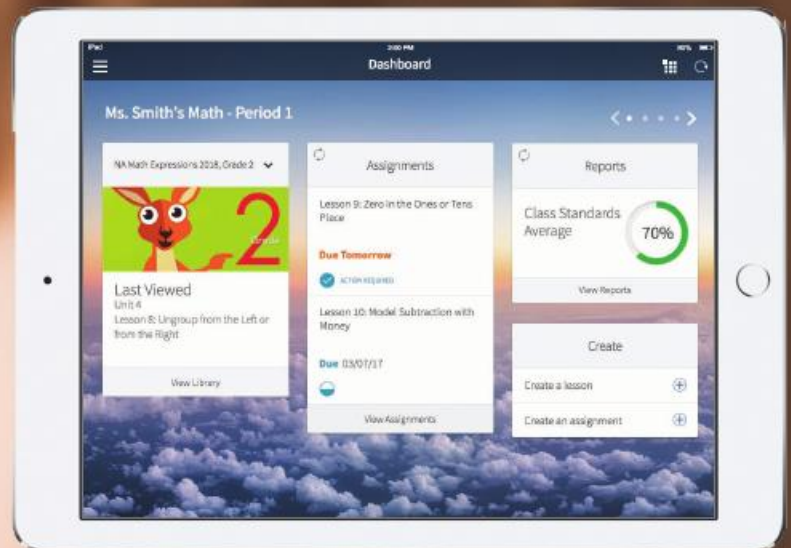 iPad
2:00 PM
80%
Dashboard
Ms. Smith's Math - Period 1
NA Math Expressions 2018, Grade 2
2
Grade
Last Viewed
Unit 4
Lesson 8: Ungroup from the Left or
from the Right
View Library
Assignments
Lesson 9: Zero in the Ones or Tens
Place
Due Tomorrow
ACTION REQUIRED
Lesson 10: Model Subtraction with
Money
Due 03/07/17
View Assignments
Reports
Class Standards
Average
70%
View Reports
Create
Create a lesson
Create an assignment